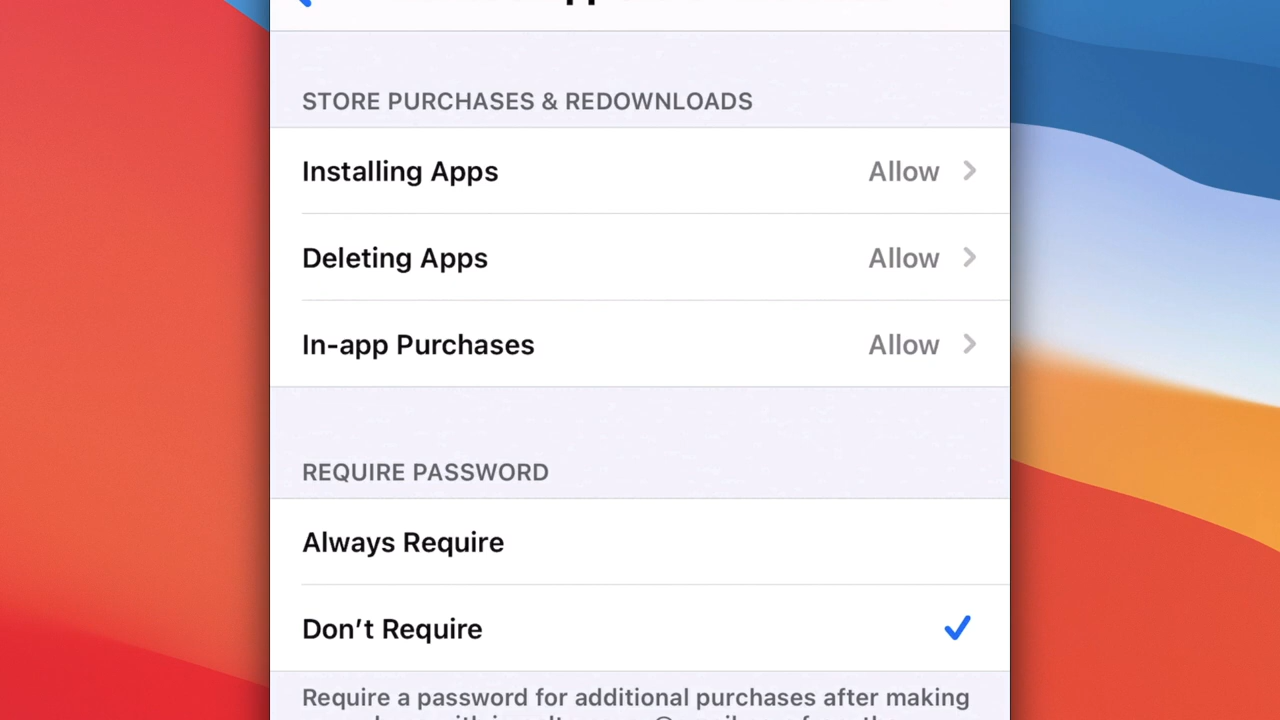 STORE PURCHASES & REDOWNLOADS
Installing Apps Allow
Deleting Apps Allow
In-app Purchases Allow
REQUIRE PASSWORD
Always Require
Don’t Require
Require a password for additional purchases after making